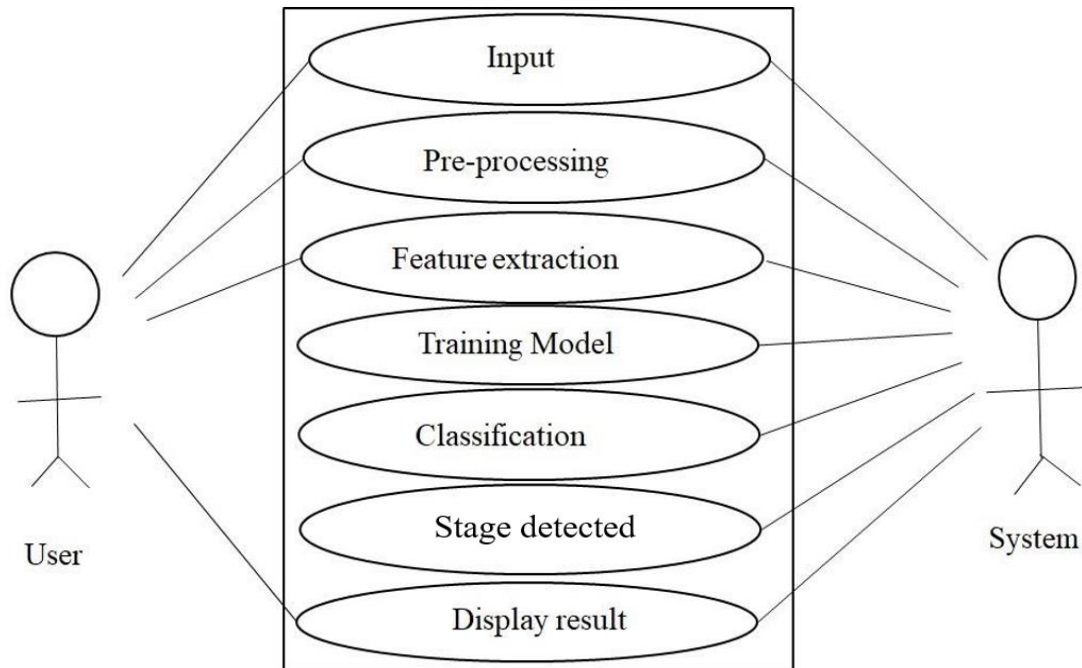 Input
Pre-processing
Feature extraction
Training Model
Classification
Stage detected
Display result
User
System